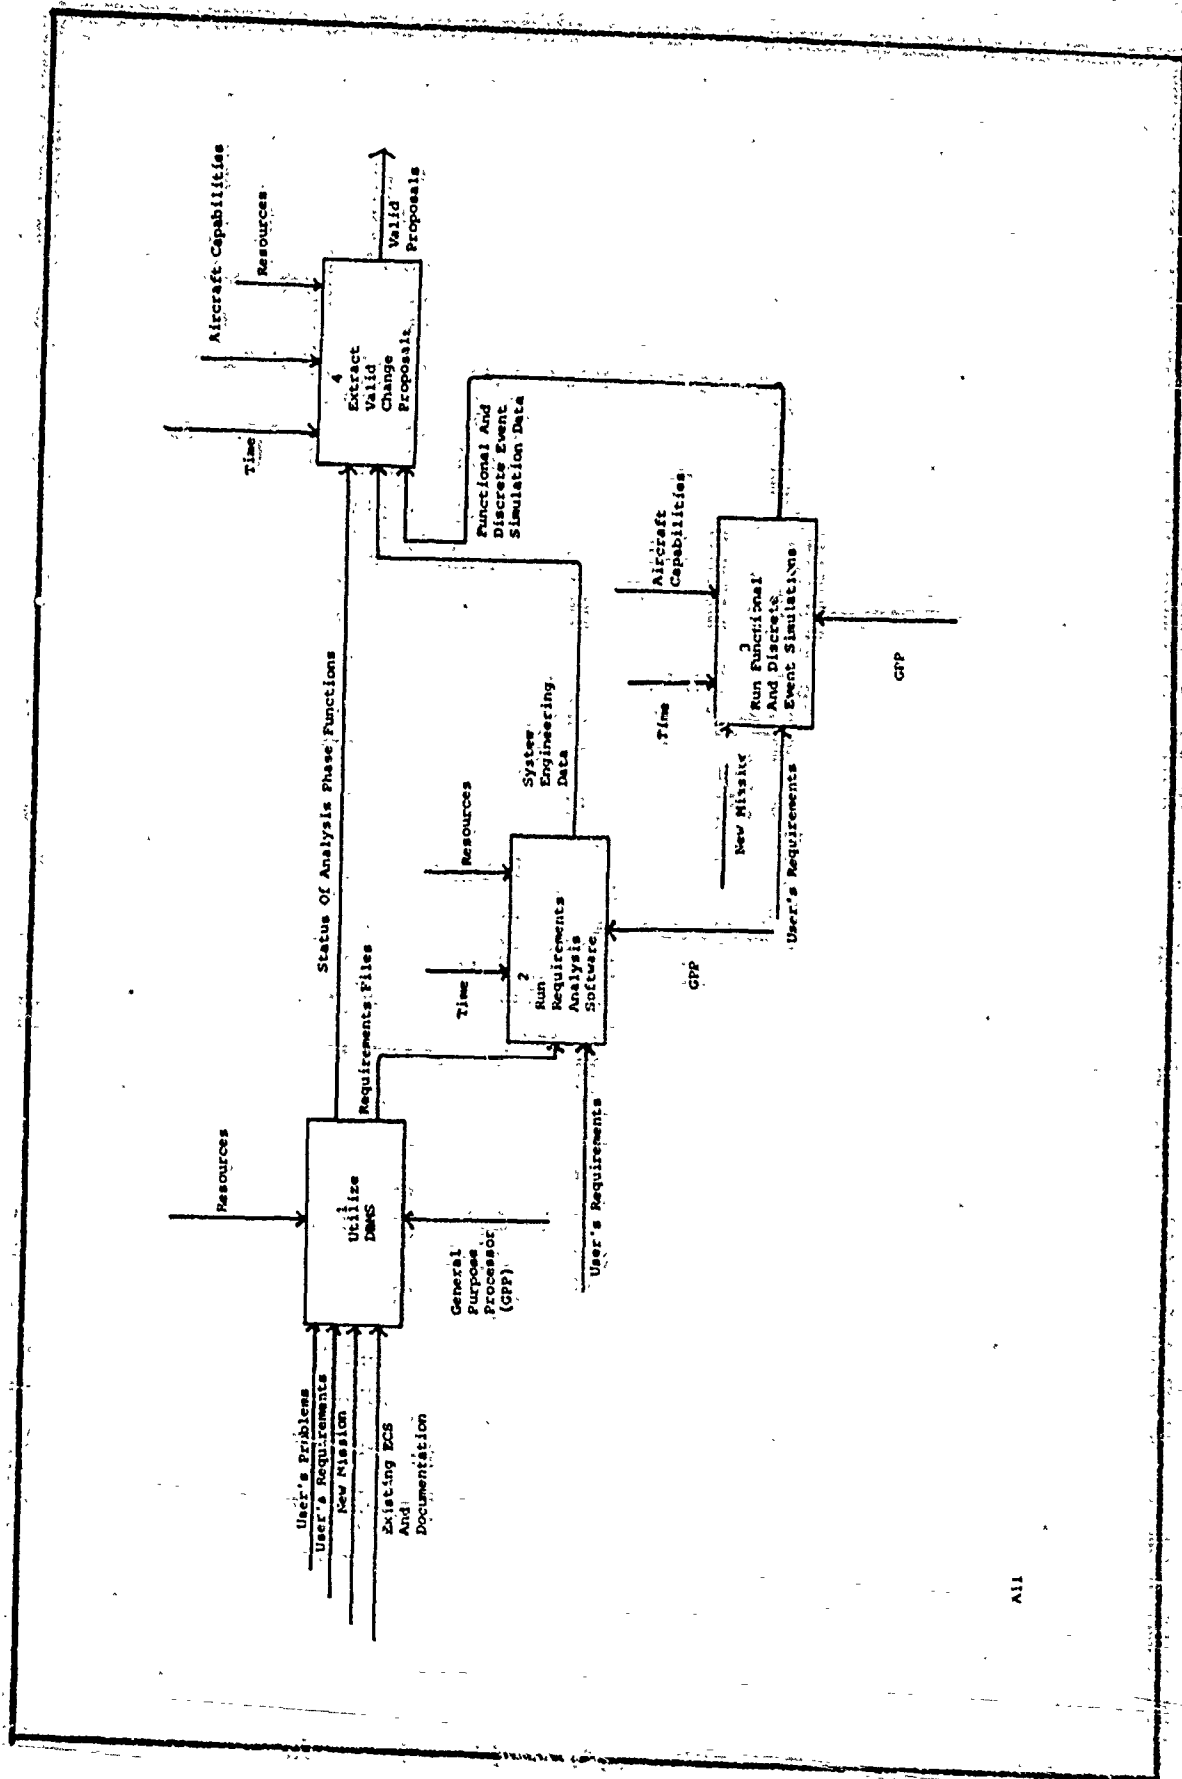 User's Problems
User's Requirements
New Mission
Existing ECS
And
Documentation
Resources
1
Utilize
DBMS
General
Purpose
Processor
(GPP)
Status Of Analysis Phase Functions
Requirements Files
User's Requirements
Time
Resources
2
Run
Requirements
Analysis
Software
GPP
System
Engineering
Data
New Mission
User's Requirements
Time
Aircraft
Capabilities
3
Run Functional
And Discrete
Event Simulations
GPP
Functional And
Discrete Event
Simulation Data
Time
Aircraft Capabilities
Resources
4
Extract
Valid
Change
Proposals
Valid
Proposals
A11